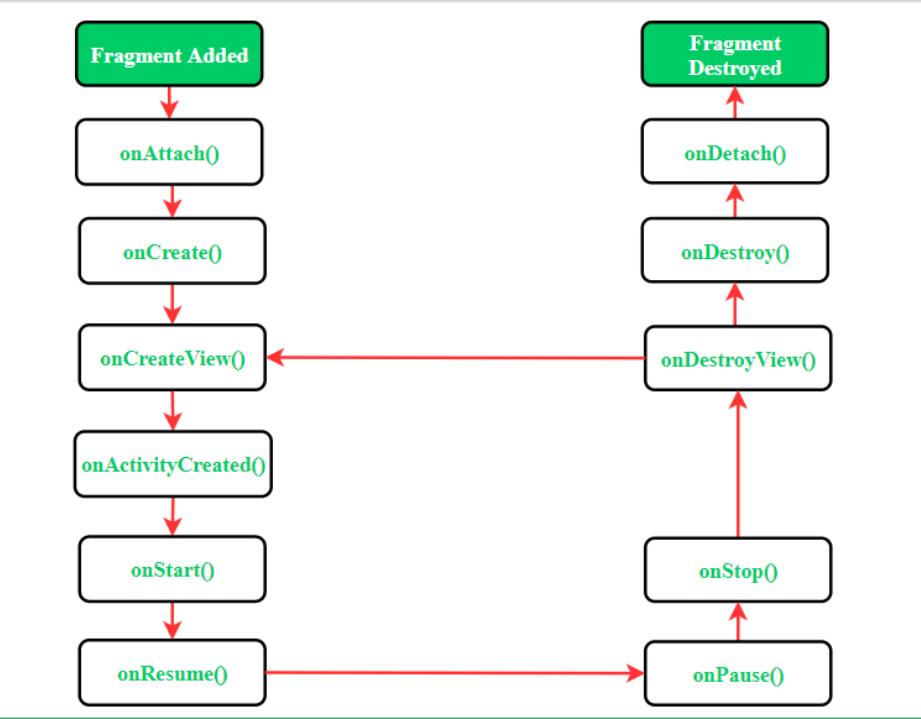 Fragment Added
onAttach()
onCreate()
onCreateView()
onActivityCreated()
onStart()
onResume()
Fragment
Destroyed
onDetach()
onDestroy()
onDestroyView()
onStop()
onPause()